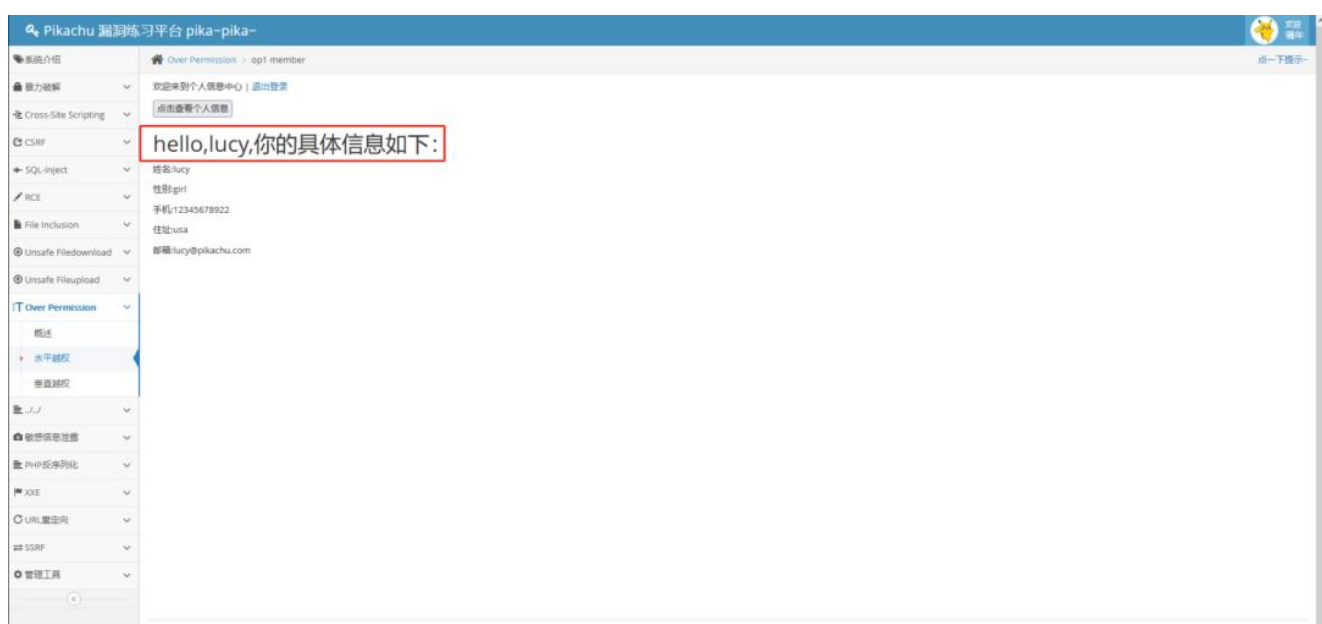 Pikachu 漏洞练习平台 pika~pika~
欢迎
骚年
系统介绍
Over Permission > op1 member
点一下提示~
暴力破解
欢迎来到个人信息中心 | 退出登录
Cross-Site Scripting
点击查看个人信息
CSRF
hello,lucy,你的具体信息如下:
SQL-Inject
姓名:lucy
RCE
性别:girl
手机:12345678922
File Inclusion
住址:usa
Unsafe Filedownload
邮箱:lucy@pikachu.com
Unsafe Fileupload
Over Permission
概述
水平越权
垂直越权
../../
敏感信息泄露
PHP反序列化
XXE
URL重定向
SSRF
管理工具